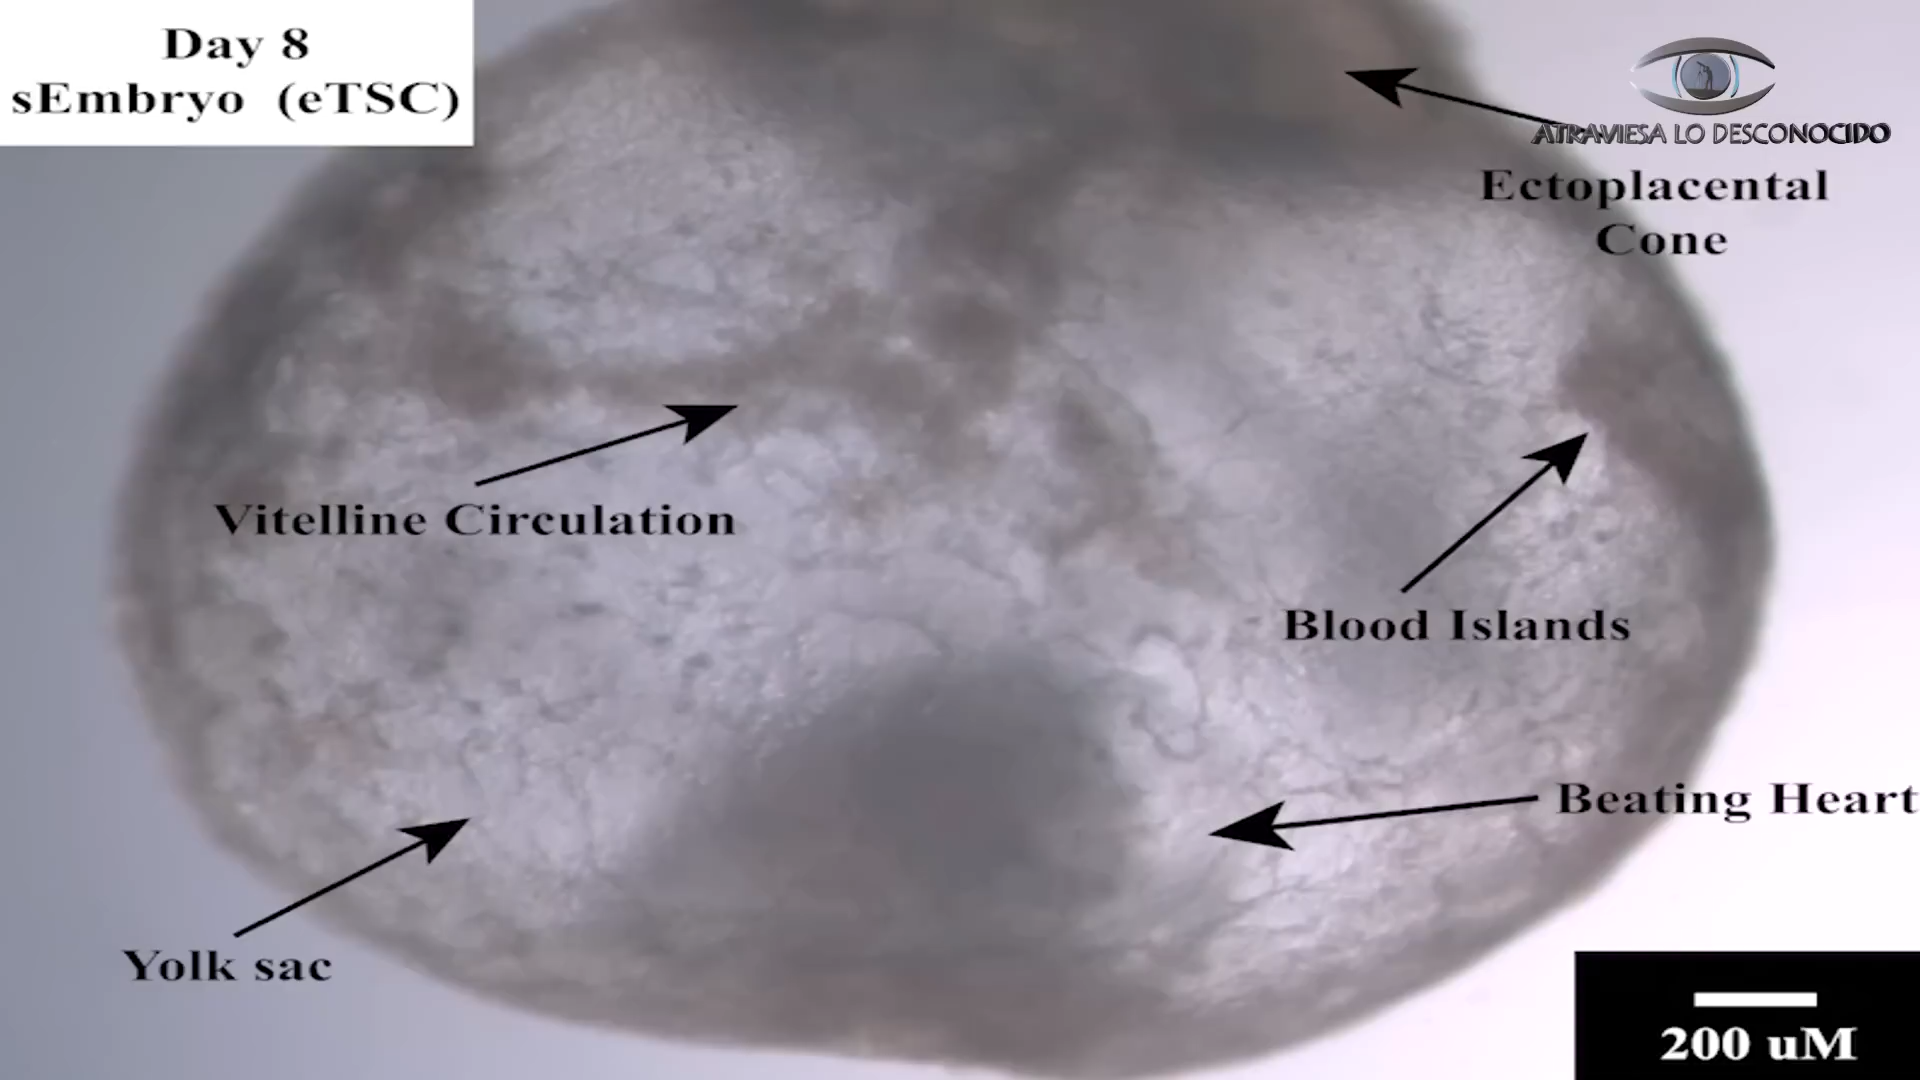 Day 8
sEmbryo (eTSC)
ATRAVIESA LO DESCONOCIDO
Ectoplacental
Cone
Vitelline Circulation
Blood Islands
Beating Heart
Yolk sac
200 uM